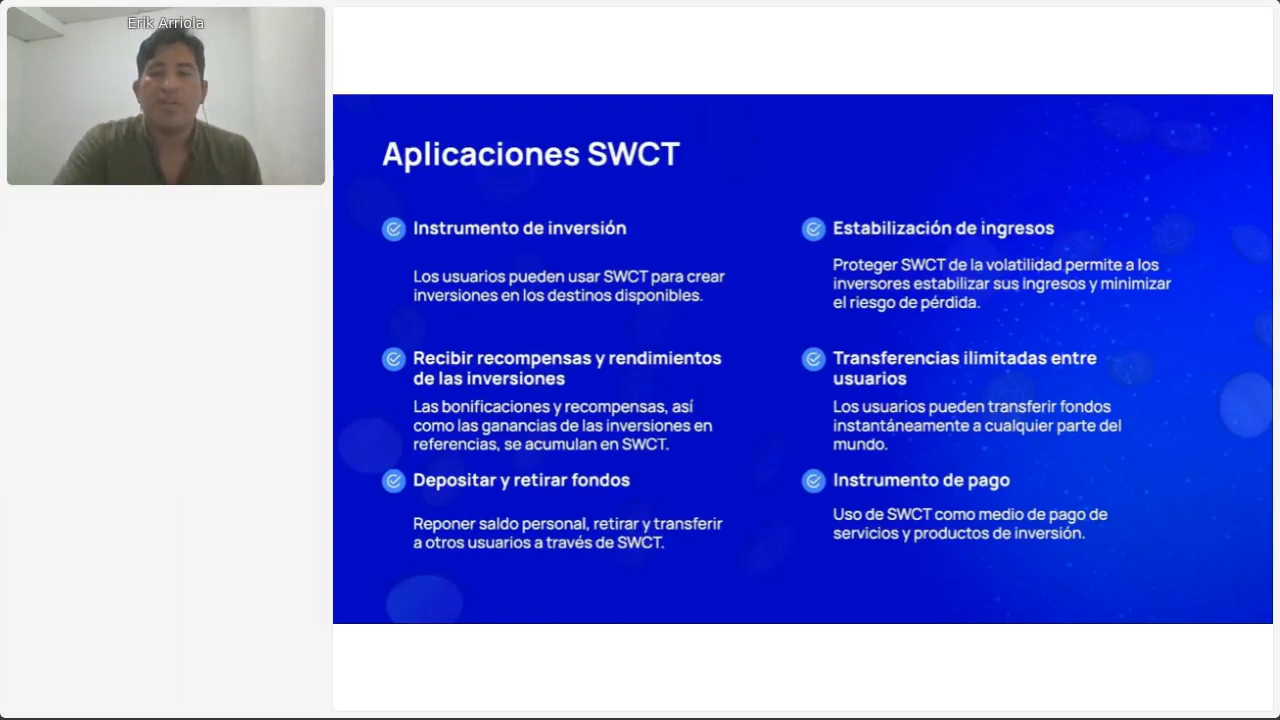 Erik Arriola
Aplicaciones SWCT
Instrumento de inversión
Los usuarios pueden usar SWCT para crear
inversiones en los destinos disponibles.
Recibir recompensas y rendimientos
de las inversiones
Las bonificaciones y recompensas, así
como las ganancias de las inversiones en
referencias, se acumulan en SWCT.
Depositar y retirar fondos
Reponer saldo personal, retirar y transferir
a otros usuarios a través de SWCT.
Estabilización de ingresos
Proteger SWCT de la volatilidad permite a los
inversores estabilizar sus ingresos y minimizar
el riesgo de pérdida.
Transferencias ilimitadas entre
usuarios
Los usuarios pueden transferir fondos
instantáneamente a cualquier parte del
mundo.
Instrumento de pago
Uso de SWCT como medio de pago de
servicios y productos de inversión.